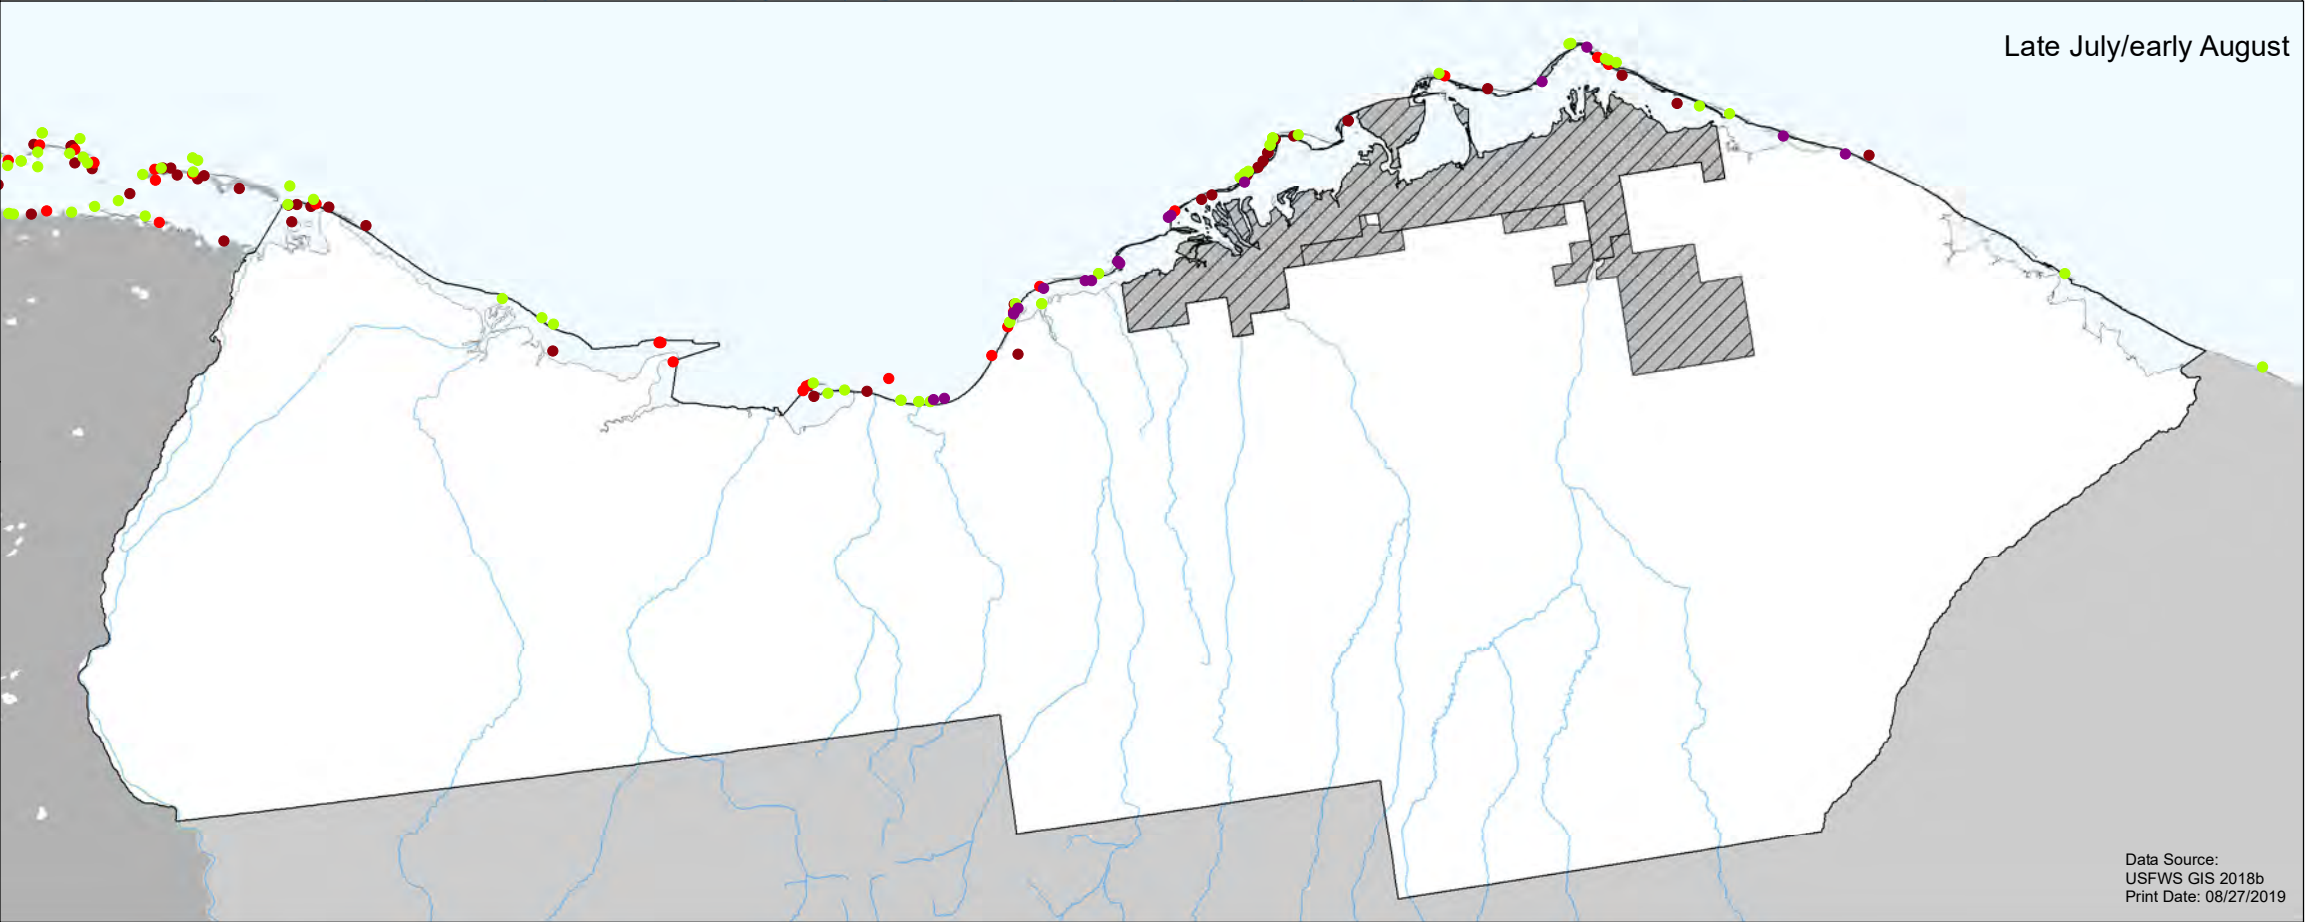 Late July/early August
Data Source:
USFWS GIS 2018b
Print Date: 08/27/2019